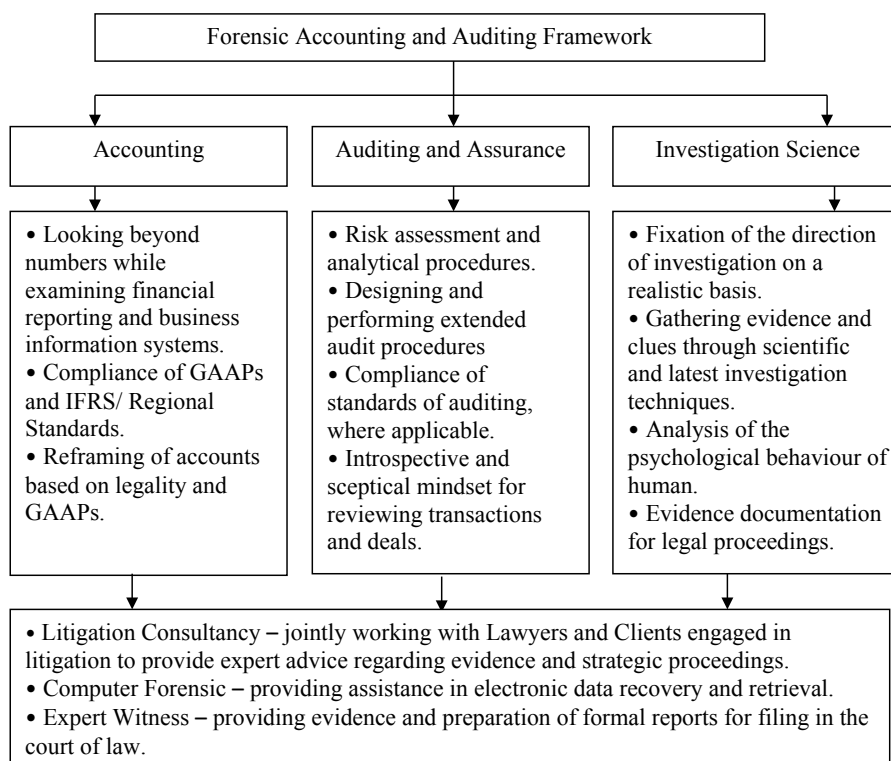 Forensic Accounting and Auditing Framework
Accounting
Auditing and Assurance
Investigation Science
• Looking beyond
numbers while
examining financial
reporting and business
information systems.
• Compliance of GAAPs
and IFRS/ Regional
Standards.
• Reframing of accounts
based on legality and
GAAPs.
• Risk assessment and
analytical procedures.
• Designing and
performing extended
audit procedures
• Compliance of
standards of auditing,
where applicable.
• Introspective and
sceptical mindset for
reviewing transactions
and deals.
• Fixation of the direction
of investigation on a
realistic basis.
• Gathering evidence and
clues through scientific
and latest investigation
techniques.
• Analysis of the
psychological behaviour of
human.
• Evidence documentation
for legal proceedings.
• Litigation Consultancy – jointly working with Lawyers and Clients engaged in
litigation to provide expert advice regarding evidence and strategic proceedings.
• Computer Forensic – providing assistance in electronic data recovery and retrieval.
• Expert Witness – providing evidence and preparation of formal reports for filing in the
court of law.